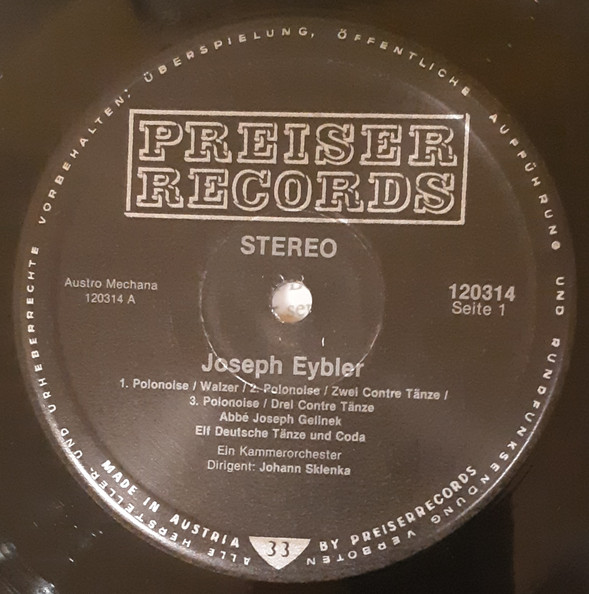 PREISER
RECORDS
STEREO
Austro Mechana
120314 A
120314
Seite 1
Joseph Eybler
1. Polonoise / Walzer / 2. Polonoise / Zwei Contre Tänze /
3. Polonoise / Drei Contre Tänze
Abbé Joseph Gelinek
Elf Deutsche Tänze und Coda
Ein Kammerorchester
Dirigent: Johann Sklenka
MADE IN AUSTRIA
33
BY PREISERRECORDS
ALLE HERSTELLER- UND URHEBERRECHTE VORBEHALTEN: ÜBERSPIELUNG, ÖFFENTLICHE AUFFÜHRUNG UND RUNDFUNKSENDUNG VERBOTEN